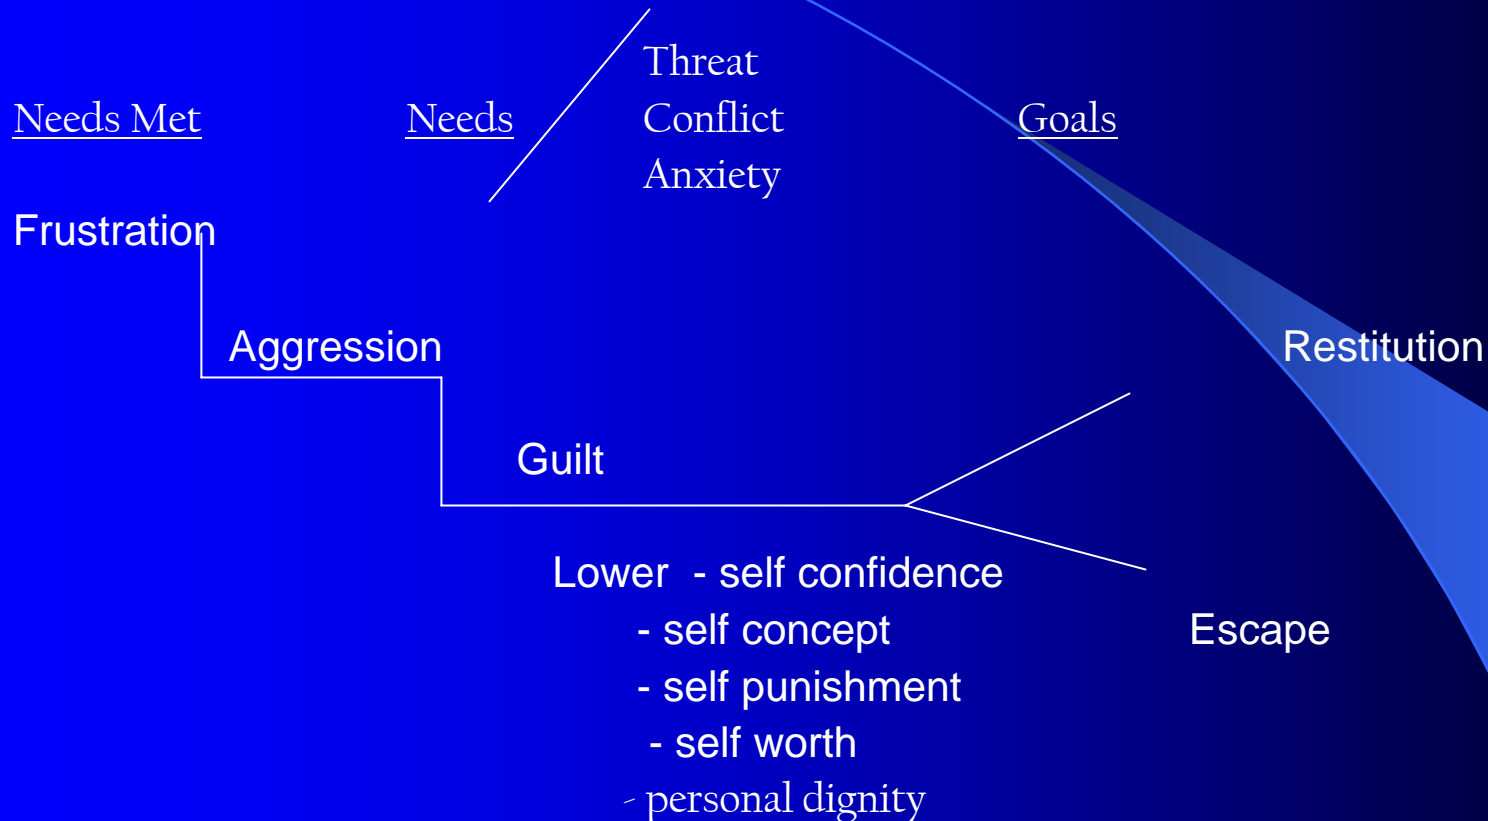 Threat
Needs Met Needs Conflict Goals
Anxiety
Frustration
Aggression Restitution
Guilt
Lower - self confidence
- self concept Escape
- self punishment
- self worth
- personal dignity